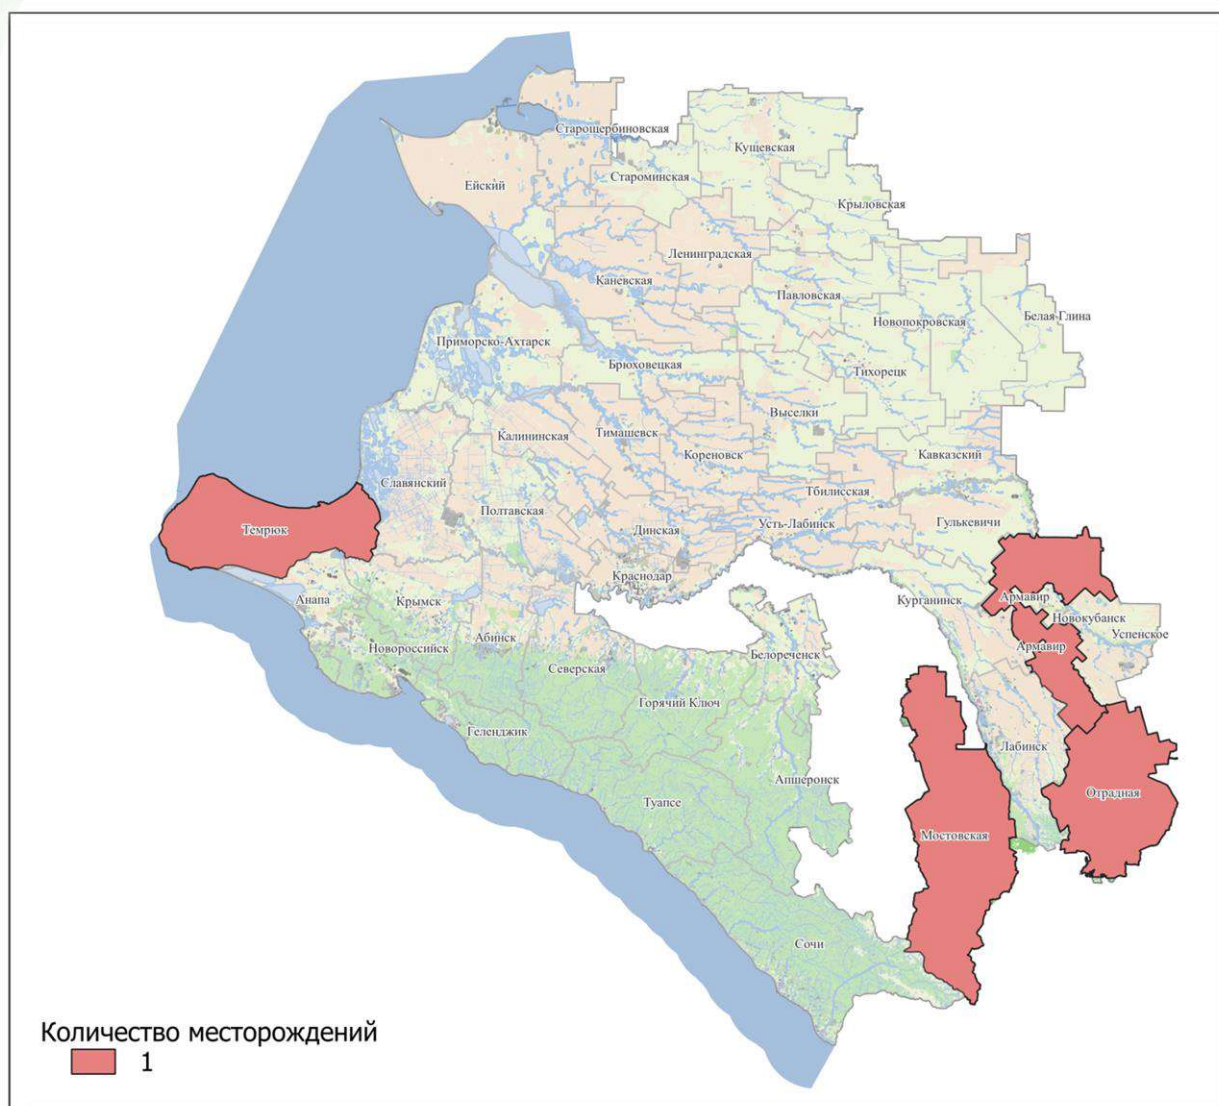 Старощербиновская
Кущевская
Староминская
Ейский
Крыловская
Ленинградская
Каневская
Павловская
Новопокровская
Белая-Глина
Приморско-Ахтарск
Брюховецкая
Тихорецк
Выселки
Калининская
Тимашевск
Кореновск
Кавказский
Славянский
Тбилисская
Полтавская
Усть-Лабинск
Гулькевичи
Темрюк
Динская
Краснодар
Анапа
Крымск
Курганинск
Армавир
Новокубанск
Успенское
Абинск
Новороссийск
Северская
Белореченск
Армавир
Горячий Ключ
Геленджик
Лабинск
Апшеронск
Отрадная
Туапсе
Мостовская
Сочи
Количество месторождений
1